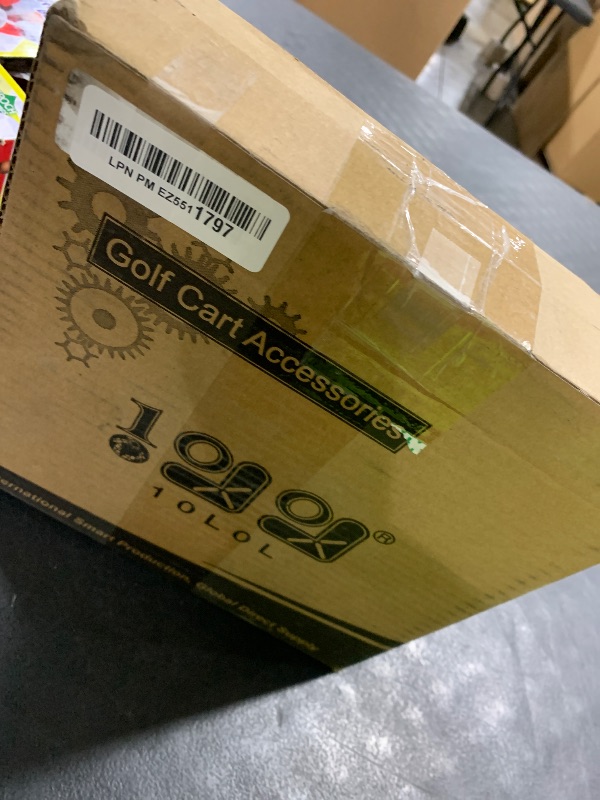 LPN PM EZ5511797
Golf Cart Accessories
10L0L
ernational Smart Production, Global Direct Supply